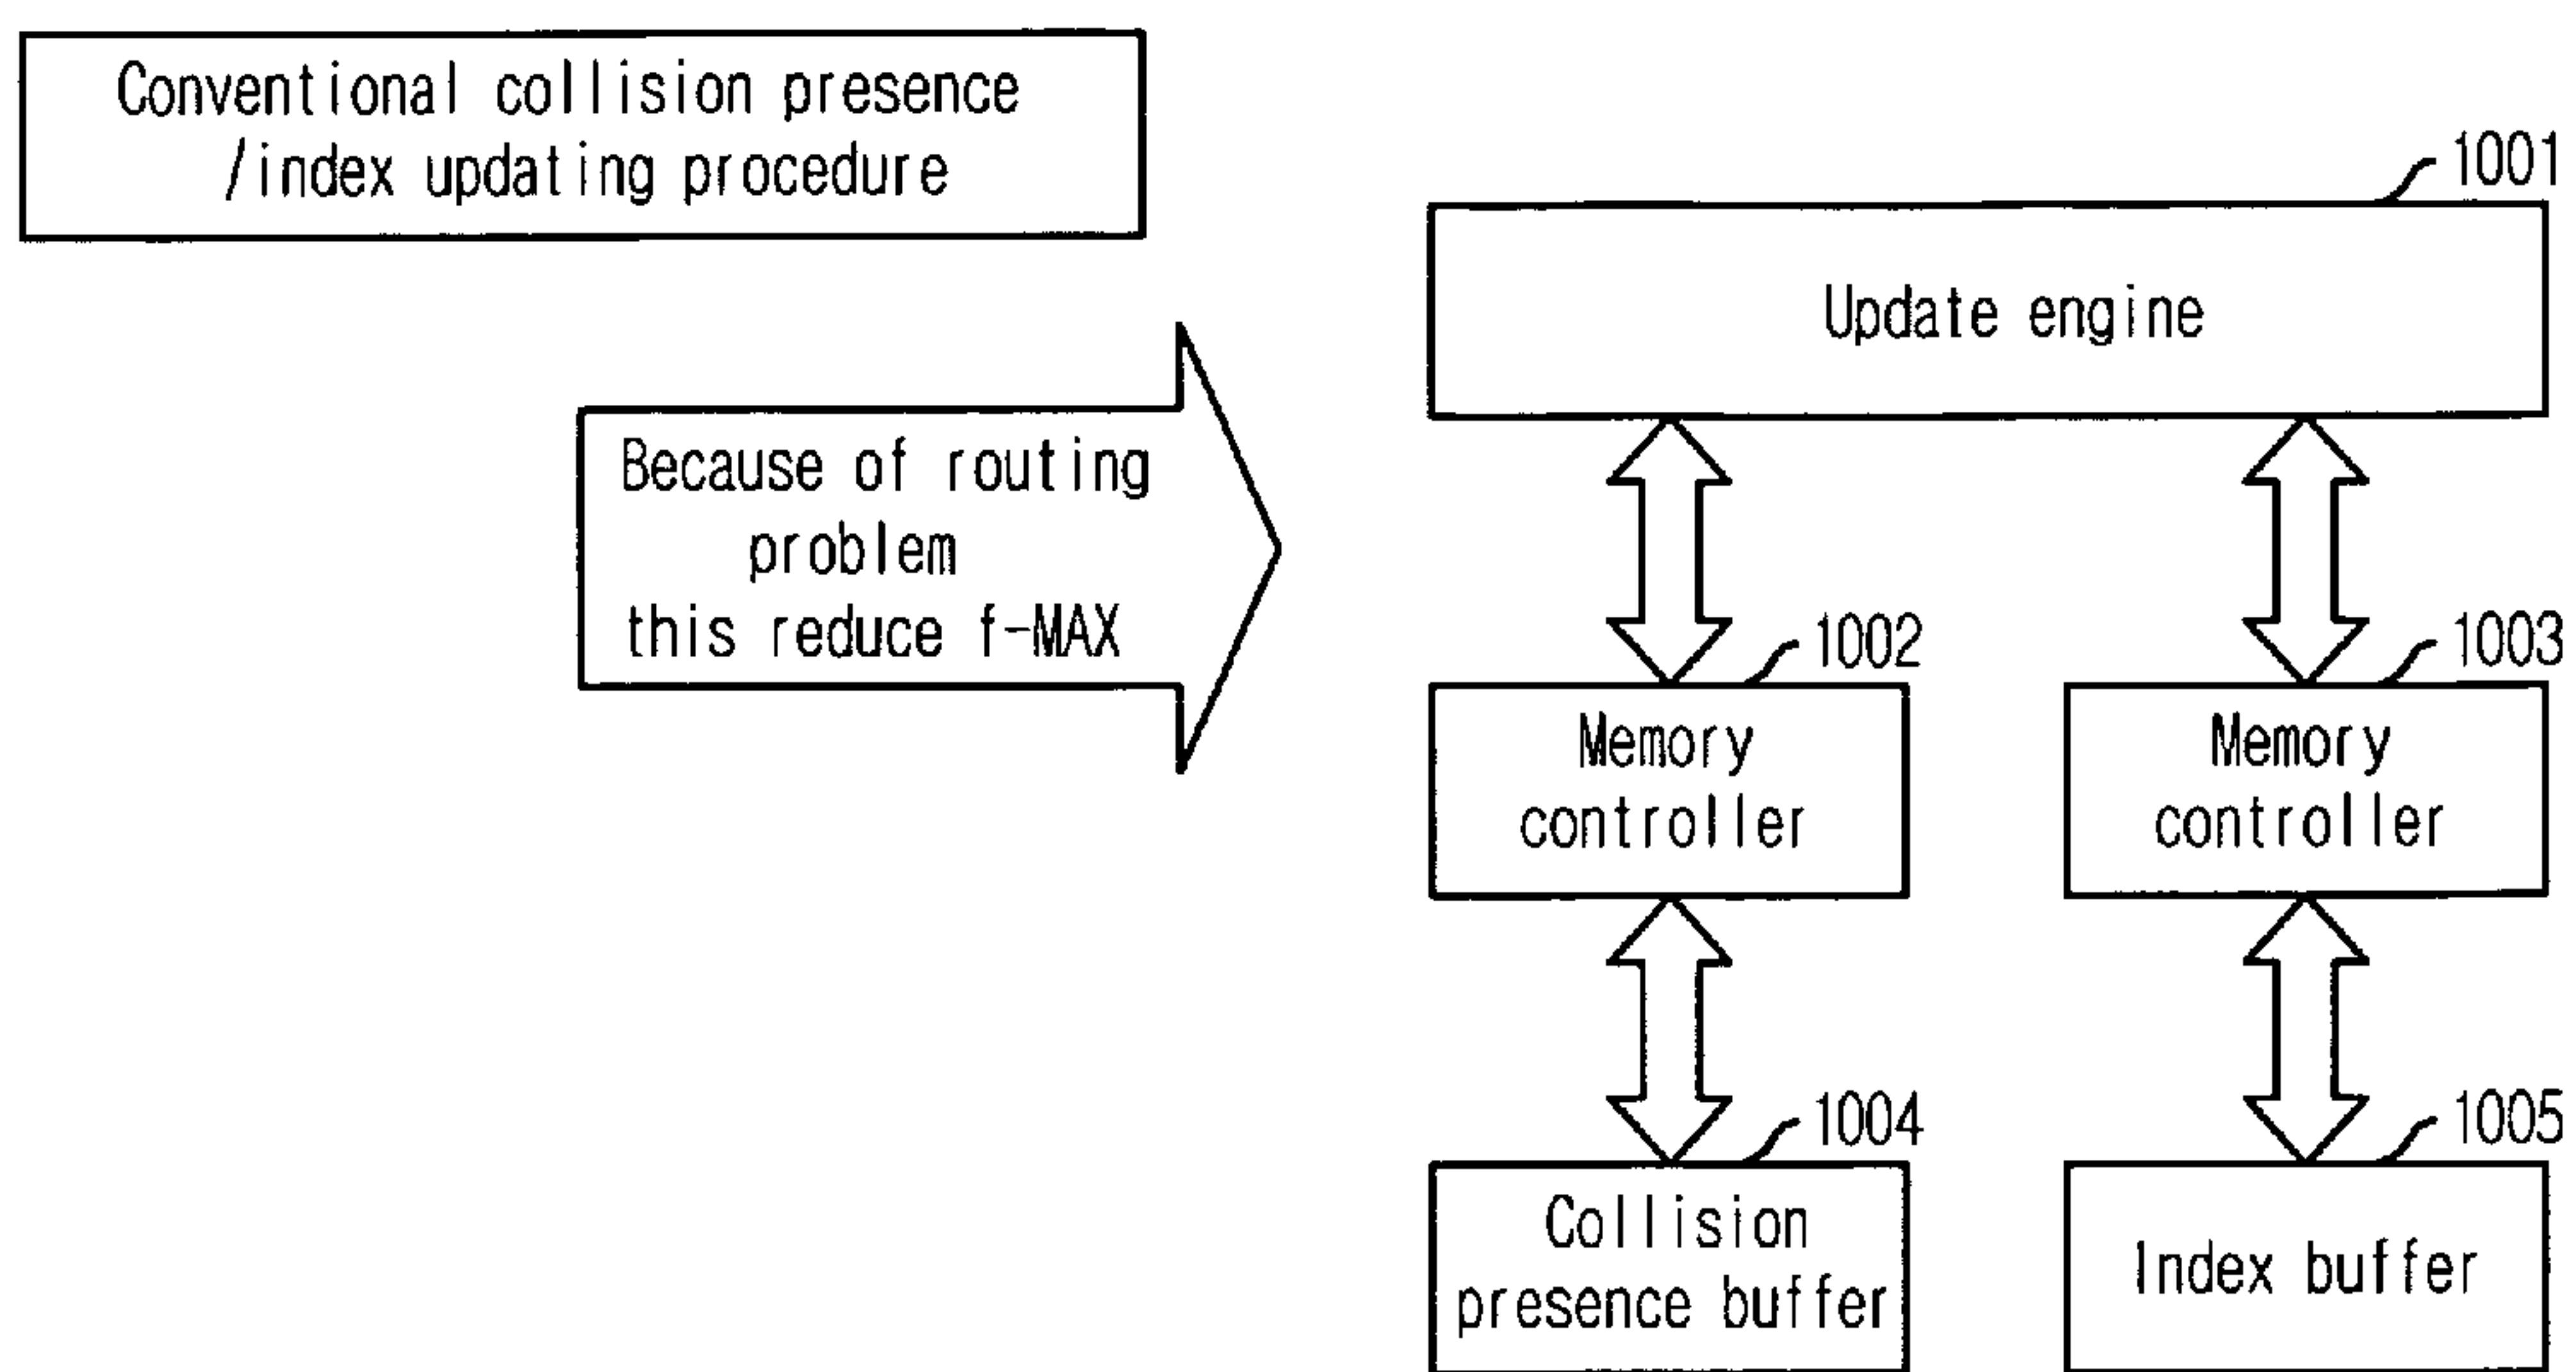 Conventional collision presence
/index updating procedure
1001
Update engine
Because of routing
problem
this reduce f-MAX
1002
1003
Memory
controller
Memory
controller
1004
1005
Collision
presence buffer
Index buffer